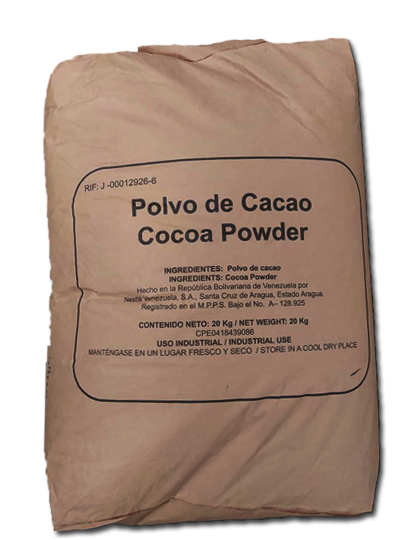 RIF: J -00012926-6
Polvo de Cacao
Cocoa Powder
INGREDIENTES: Polvo de cacao
INGREDIENTS: Cocoa Powder
Hecho en la República Bolivariana de Venezuela por
Nestlé Venezuela, S.A., Santa Cruz de Aragua, Estado Aragua.
Registrado en el M.P.P.S. Bajo el No. A– 128.925
CONTENIDO NETO: 20 Kg / NET WEIGHT: 20 Kg
CPE0418439086
USO INDUSTRIAL / INDUSTRIAL USE
MANTÉNGASE EN UN LUGAR FRESCO Y SECO / STORE IN A COOL DRY PLACE